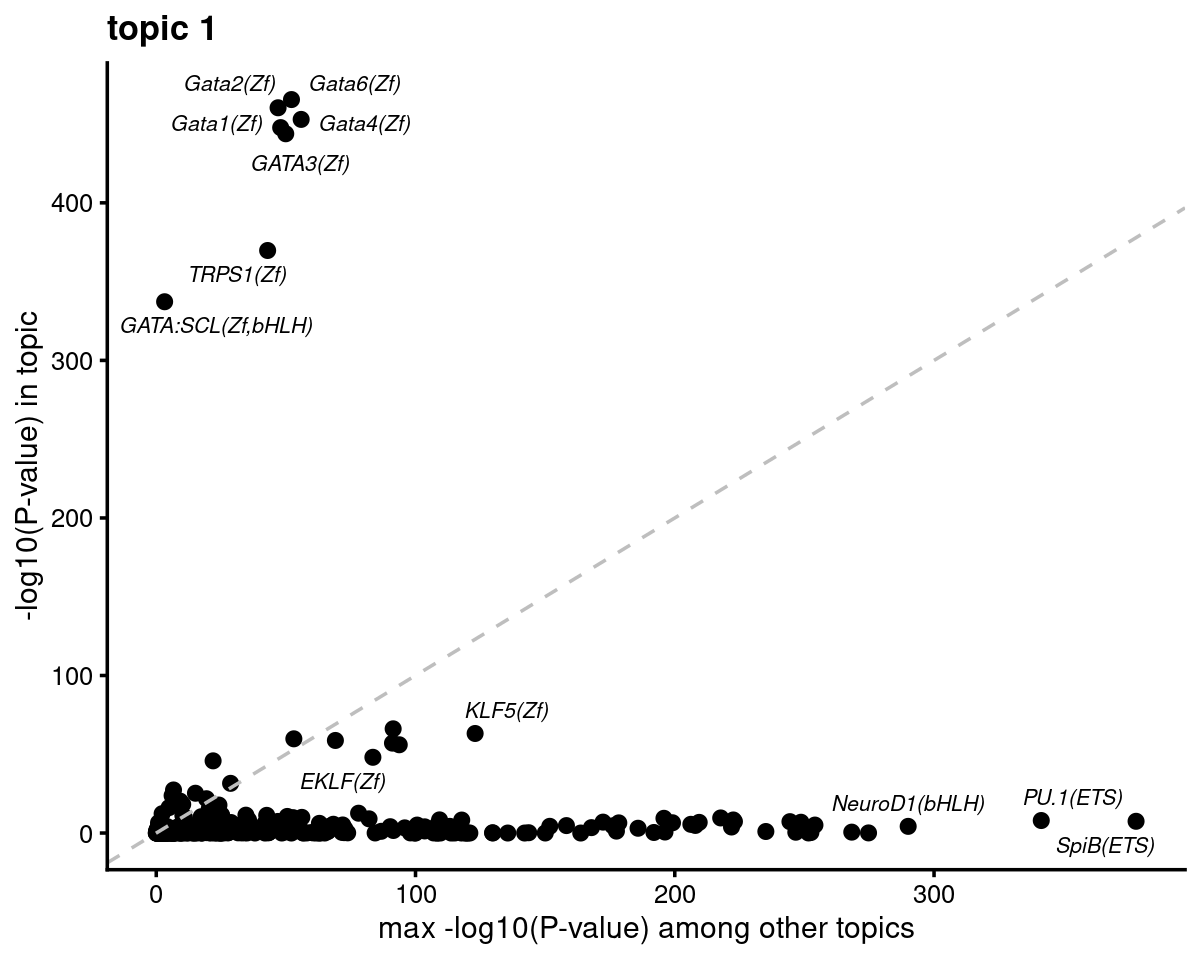 topic 1
Gata2(Zf)
Gata6(Zf)
Gata1(Zf)
Gata4(Zf)
GATA3(Zf)
TRPS1(Zf)
GATA:SCL(Zf,bHLH)
KLF5(Zf)
EKLF(Zf)
NeuroD1(bHLH)
PU.1(ETS)
SpiB(ETS)
-log10(P-value) in topic
400
300
200
100
0
0
100
200
300
max -log10(P-value) among other topics